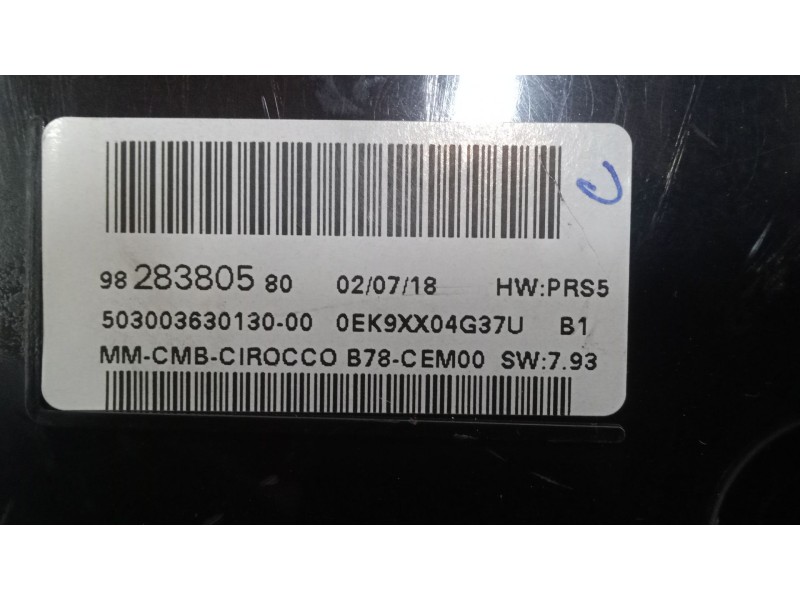 98 283805 80 02/07/18 HW:PRS5
503003630130-00 0EK9XX04G37U B1
MM-CMB-CIROCCO B78-CEM00 SW:7.93